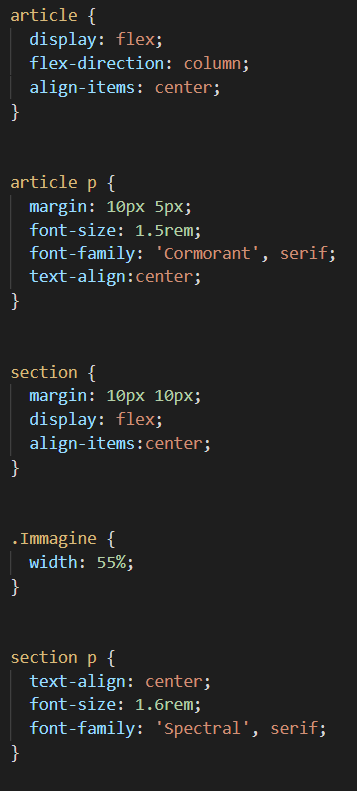 article {
  display: flex;
  flex-direction: column;
  align-items: center;
}
article p {
  margin: 10px 5px;
  font-size: 1.5rem;
  font-family: 'Cormorant', serif;
  text-align:center;
}
section {
  margin: 10px 10px;
  display: flex;
  align-items:center;
}
.Immagine {
  width: 55%;
}
section p {
  text-align: center;
  font-size: 1.6rem;
  font-family: 'Spectral', serif;
}